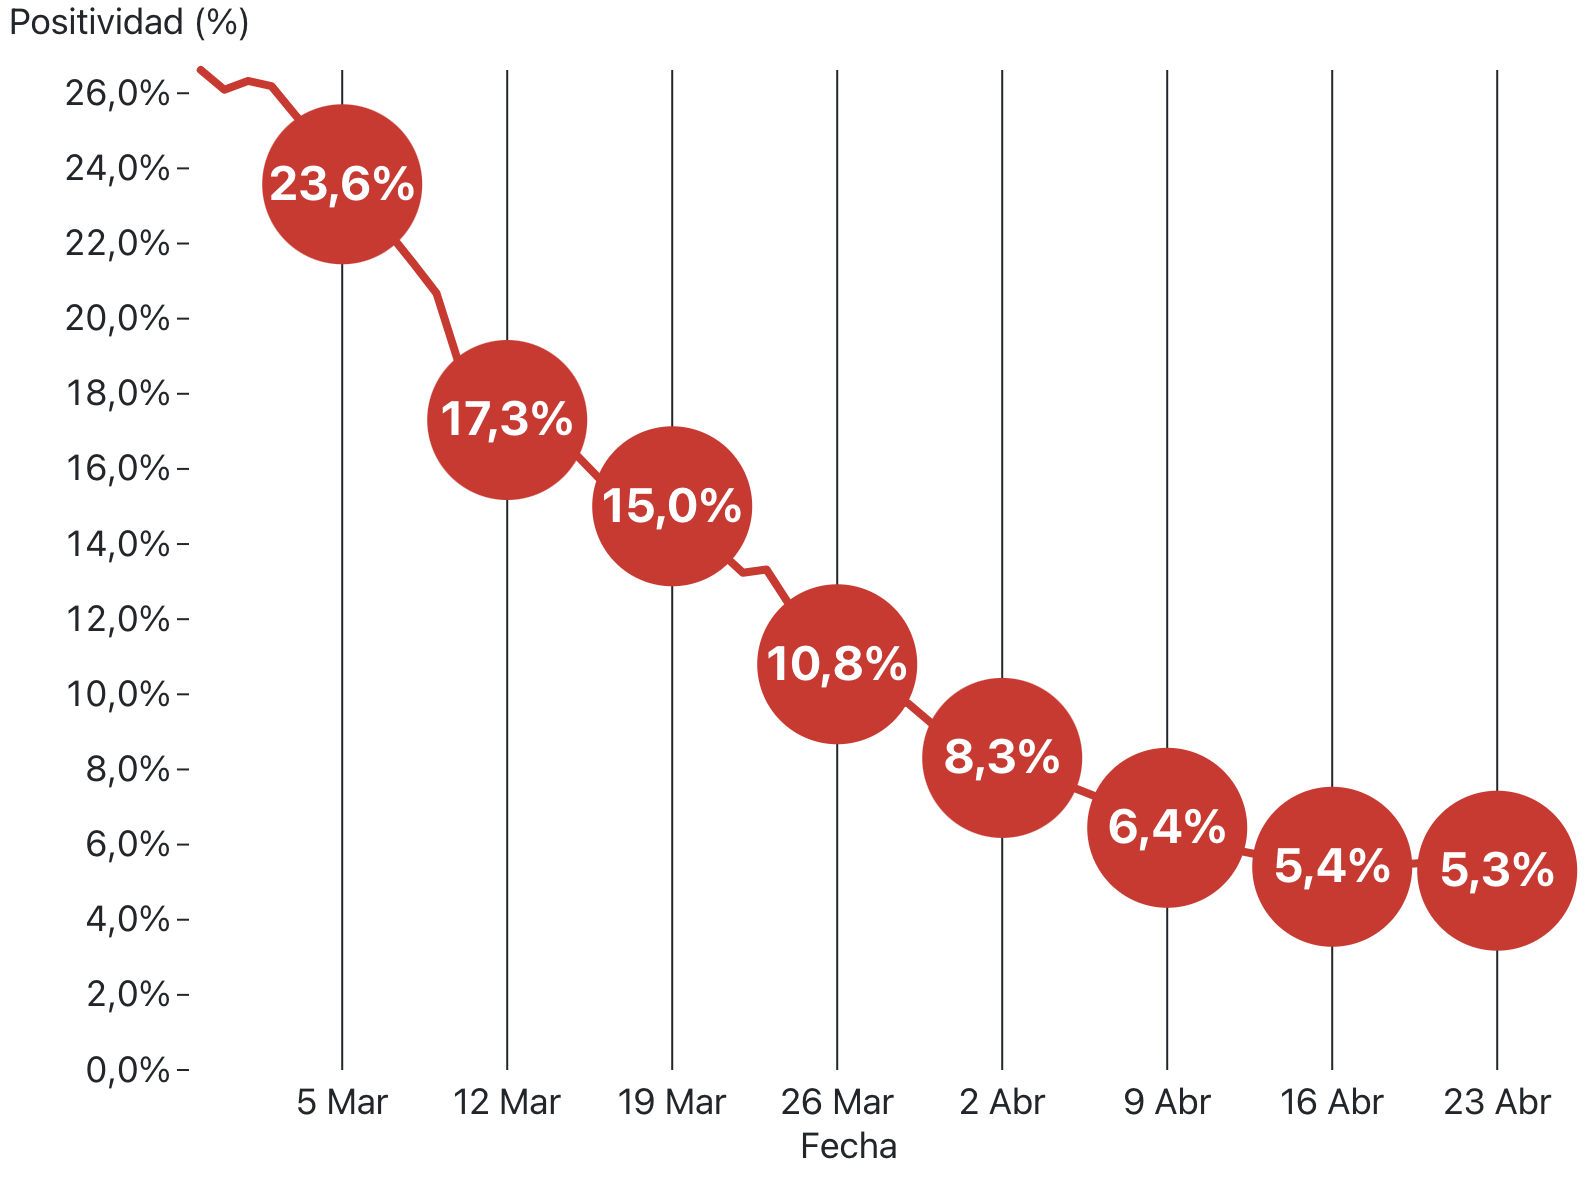 Positividad (%)
26,0%
24,0%
22,0%
20,0%
18,0%
16,0%
14,0%
12,0%
10,0%
8,0%
6,0%
4,0%
2,0%
0,0%
23,6%
17,3%
15,0%
10,8%
8,3%
6,4%
5,4%
5,3%
5 Mar
12 Mar
19 Mar
26 Mar
2 Abr
9 Abr
16 Abr
23 Abr
Fecha